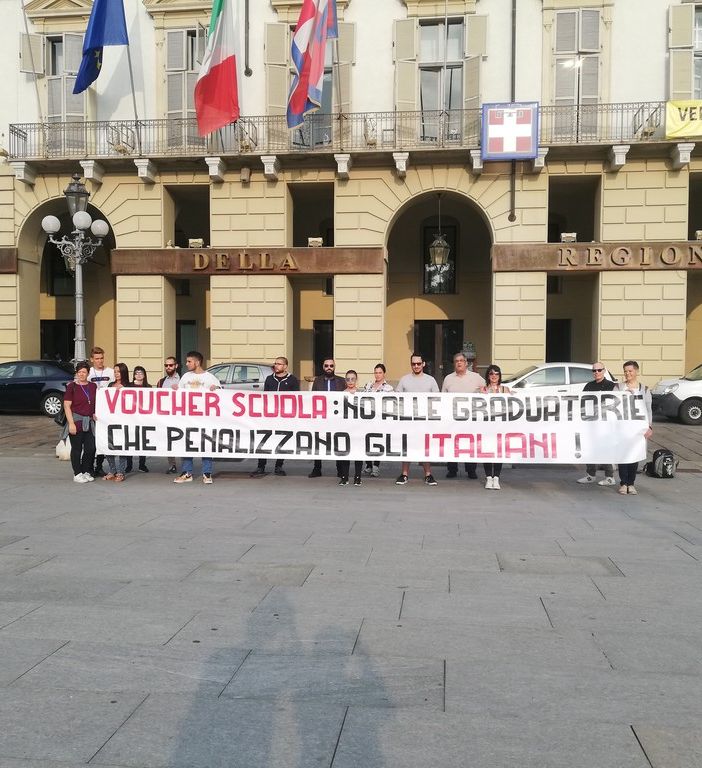 DELLA REGION
VOUCHER SCUOLA: NO ALLE GRADUATORIE
CHE PENALIZZANO GLI ITALIANI !